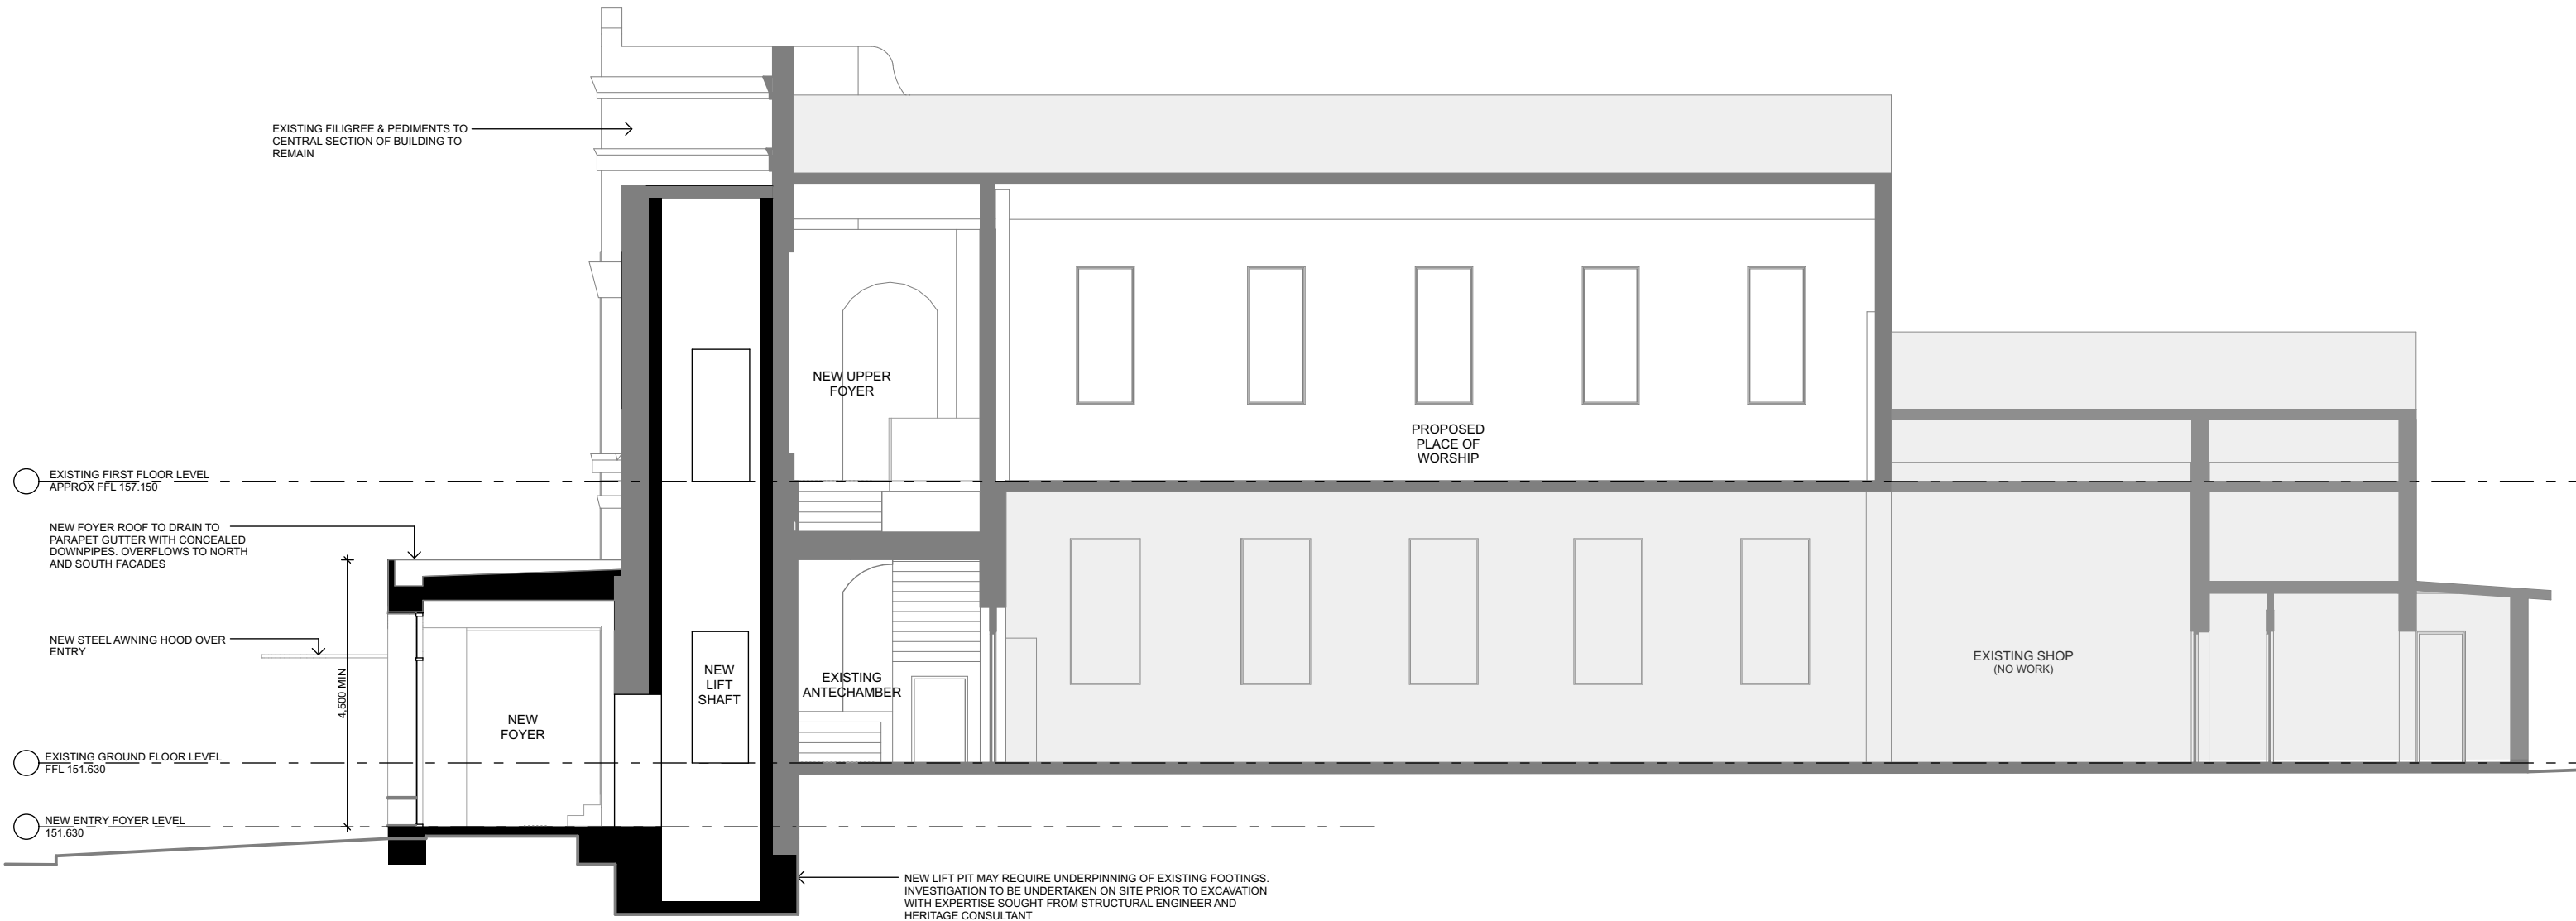 EXISTING FILIGREE & PEDIMENTS TO
CENTRAL SECTION OF BUILDING TO
REMAIN
NEW UPPER
FOYER
PROPOSED
PLACE OF
WORSHIP
EXISTING FIRST FLOOR LEVEL
APPROX FFL 157.150
NEW FOYER ROOF TO DRAIN TO
PARAPET GUTTER WITH CONCEALED
DOWNPIPES. OVERFLOWS TO NORTH
AND SOUTH FACADES
NEW STEEL AWNING HOOD OVER
ENTRY
4,500 MIN
NEW
FOYER
NEW
LIFT
SHAFT
EXISTING
ANTECHAMBER
EXISTING SHOP
(NO WORK)
EXISTING GROUND FLOOR LEVEL
FFL 151.630
NEW ENTRY FOYER LEVEL
151.630
NEW LIFT PIT MAY REQUIRE UNDERPINNING OF EXISTING FOOTINGS.
INVESTIGATION TO BE UNDERTAKEN ON SITE PRIOR TO EXCAVATION
WITH EXPERTISE SOUGHT FROM STRUCTURAL ENGINEER AND
HERITAGE CONSULTANT